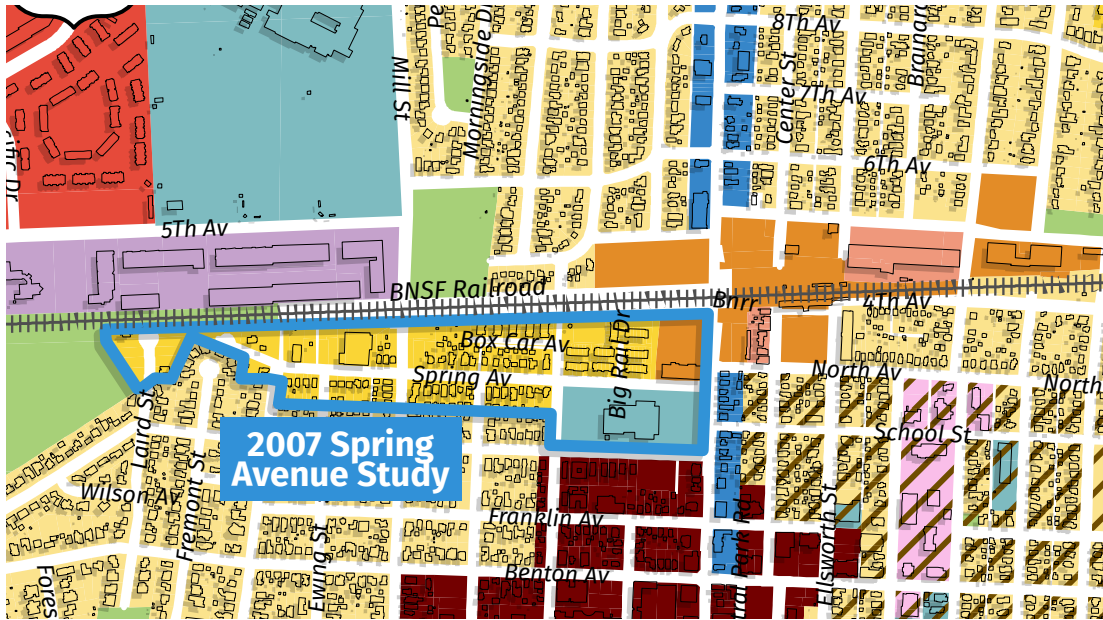 8Th Av
Center St
7Th Av
Mill St
Morningside Dr
6Th Av
5Th Av
BNSF Railroad
Bnrr
4Th Av
Box Car Av
Big Rail Dr
Spring Av
North Av
North
School St
Laird St
2007 Spring
Avenue Study
Wilson Av
Fremont St
Franklin Av
Benton Av
Ewing St
Ellsworth St